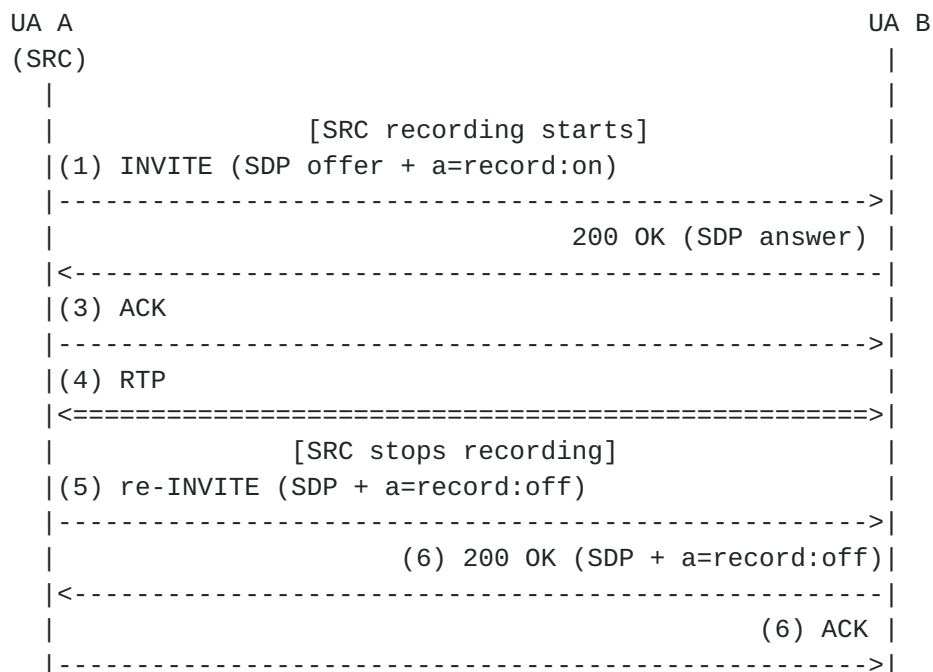 UA A                                                  UA B
(SRC)                                                   |
  |                                                     |
  |                [SRC recording starts]               |
  |(1) INVITE (SDP offer + a=record:on)                 |
  |---------------------------------------------------->|
  |                                 200 OK (SDP answer) |
  |<----------------------------------------------------|
  |(3) ACK                                              |
  |---------------------------------------------------->|
  |(4) RTP                                              |
  |<===================================================>|
  |               [SRC stops recording]                 |
  |(5) re-INVITE (SDP + a=record:off)                   |
  |---------------------------------------------------->|
  |                      (6) 200 OK (SDP + a=record:off)|
  |<----------------------------------------------------|
  |                                             (6) ACK |
  |---------------------------------------------------->|